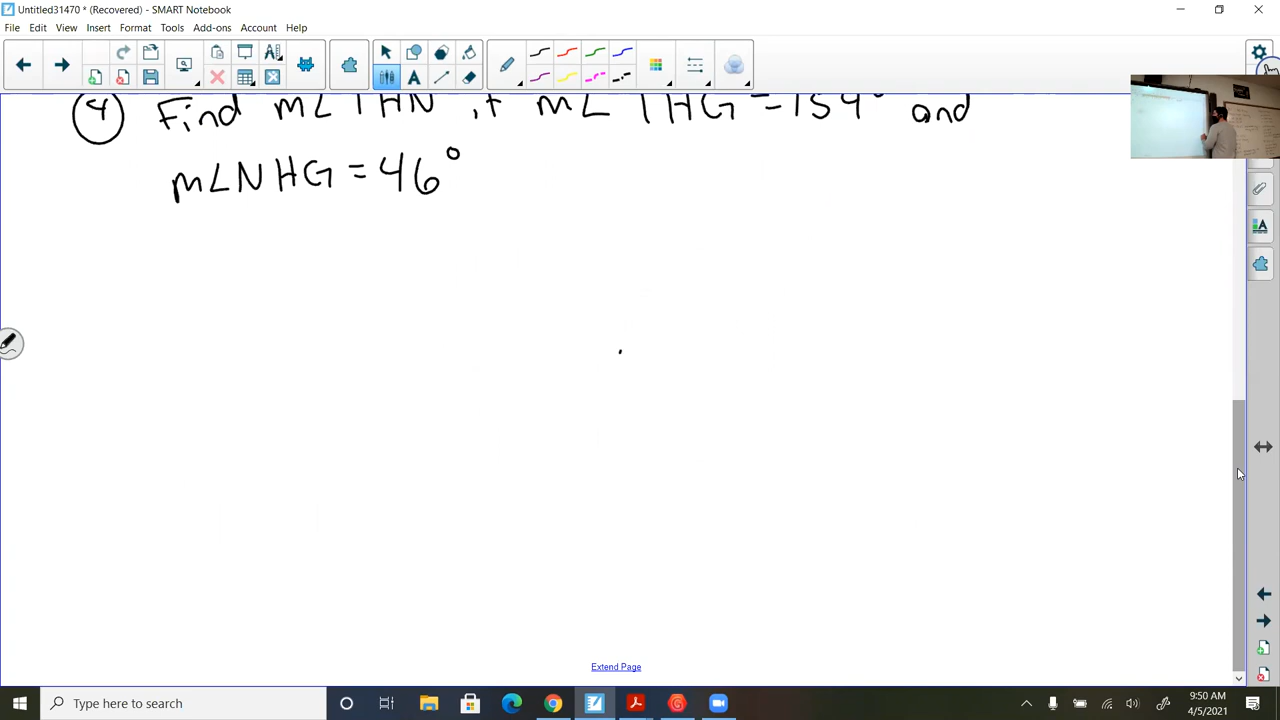 Untitled31470 * (Recovered) - SMART Notebook
File Edit View Insert Format Tools Add-ons Account Help
④ Find m∠THN if m∠THG = 154° and
m∠NHG = 46°
Extend Page
Type here to search
9:50 AM
4/5/2021